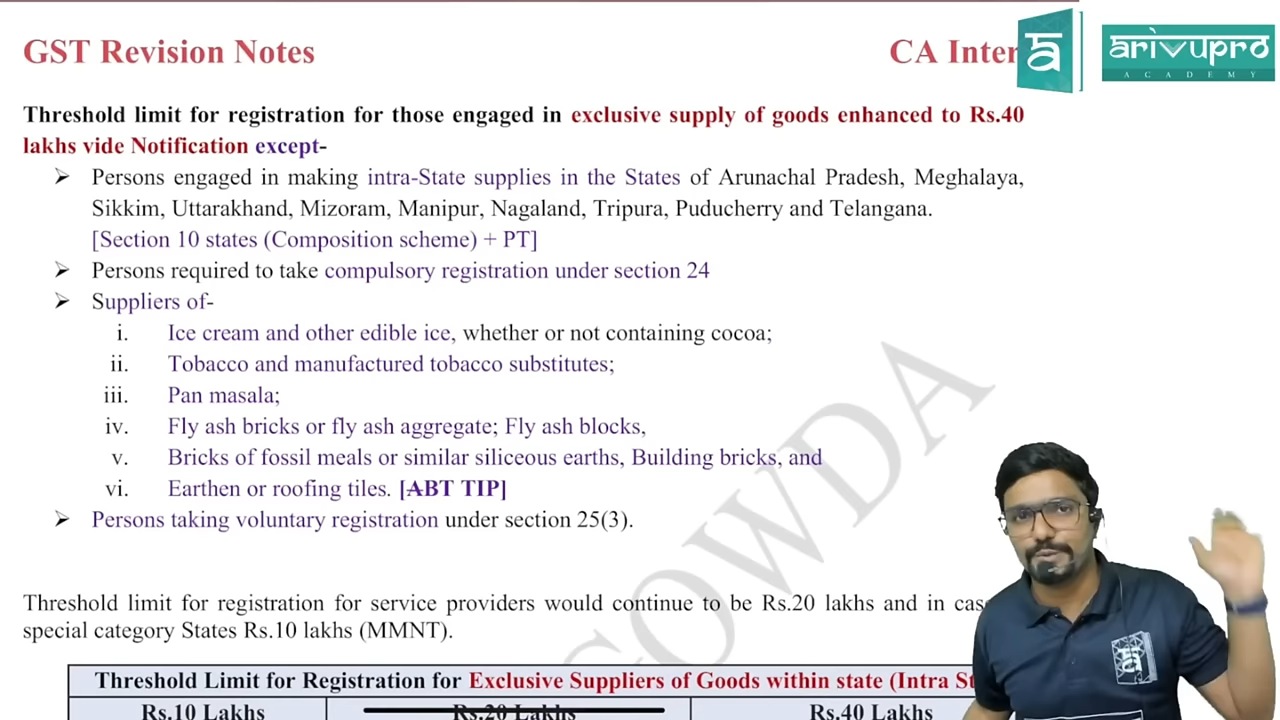 GST Revision Notes
CA Inter
arivupro
ACADEMY
Threshold limit for registration for those engaged in exclusive supply of goods enhanced to Rs.40
lakhs vide Notification except-
➢ Persons engaged in making intra-State supplies in the States of Arunachal Pradesh, Meghalaya,
Sikkim, Uttarakhand, Mizoram, Manipur, Nagaland, Tripura, Puducherry and Telangana.
[Section 10 states (Composition scheme) + PT]
➢ Persons required to take compulsory registration under section 24
➢ Suppliers of-
i. Ice cream and other edible ice, whether or not containing cocoa;
ii. Tobacco and manufactured tobacco substitutes;
iii. Pan masala;
iv. Fly ash bricks or fly ash aggregate; Fly ash blocks,
v. Bricks of fossil meals or similar siliceous earths, Building bricks, and
vi. Earthen or roofing tiles. [ABT TIP]
➢ Persons taking voluntary registration under section 25(3).
GOWDA
Threshold limit for registration for service providers would continue to be Rs.20 lakhs and in
special category States Rs.10 lakhs (MMNT).
Threshold Limit for Registration for Exclusive Suppliers of Goods within state (Intra
Rs.10 Lakhs Rs.20 Lakhs Rs.40 Lakhs